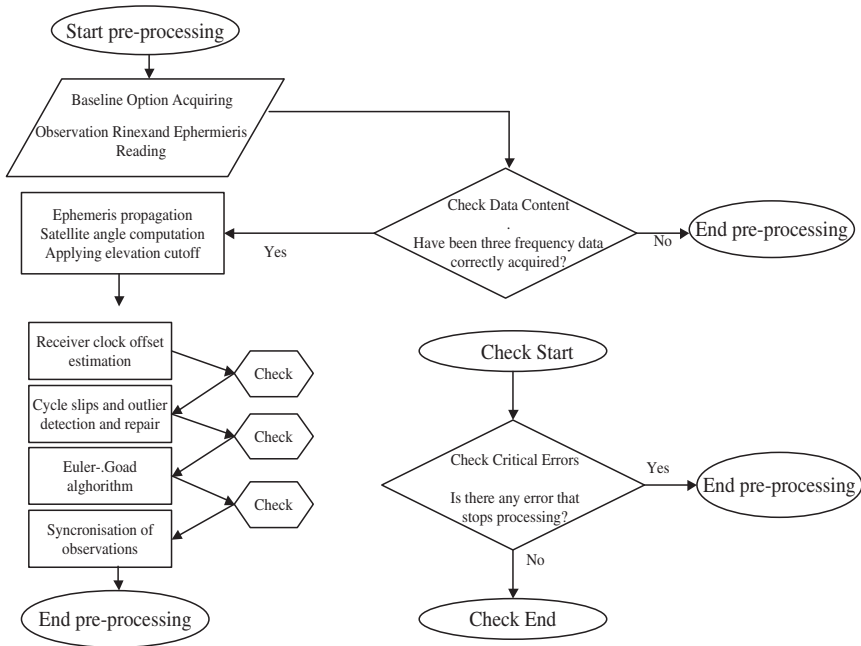 Start pre-processing
Baseline Option Acquiring
Observation Rinexand Ephermieris
Reading
Check Data Content
.
Have been three frequency data
correctly acquired?
Yes
No
End pre-processing
Ephemeris propagation
Satellite angle computation
Applying elevation cutoff
Receiver clock offset
estimation
Check
Cycle slips and outlier
detection and repair
Check
Euler-.Goad
alghorithm
Check
Syncronisation of
observations
End pre-processing
Check Start
Check Critical Errors
Is there any error that
stops processing?
Yes
End pre-processing
No
Check End